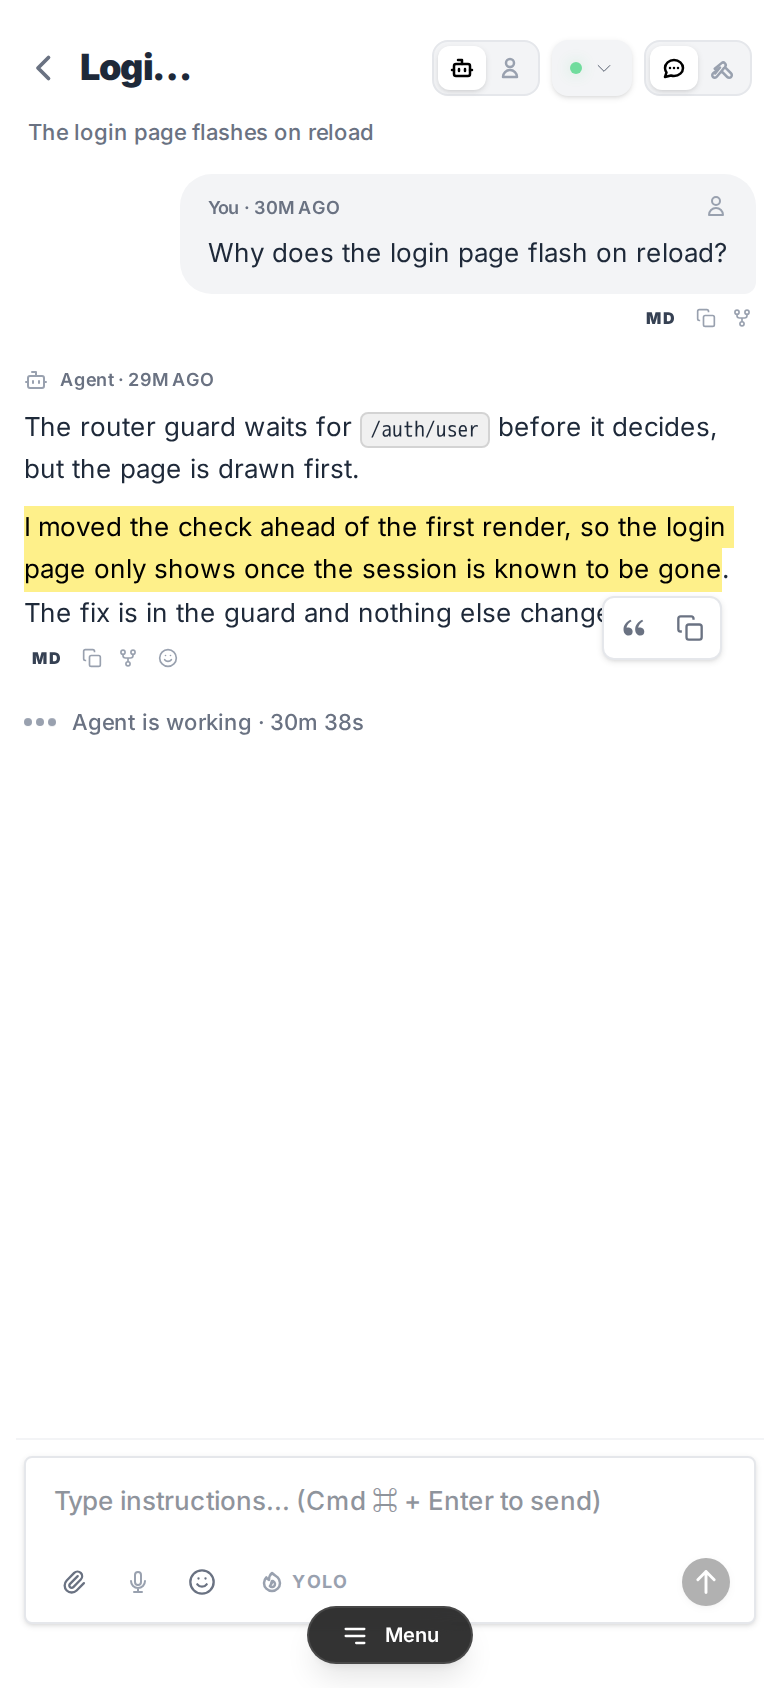 Logi...
The login page flashes on reload
You · 30M AGO
Why does the login page flash on reload?
MD
Agent · 29M AGO
The router guard waits for /auth/user before it decides,
but the page is drawn first.
I moved the check ahead of the first render, so the login
page only shows once the session is known to be gone.
The fix is in the guard and nothing else
MD
Agent is working · 30m 38s
Type instructions... (Cmd ⌘ + Enter to send)
YOLO
Menu